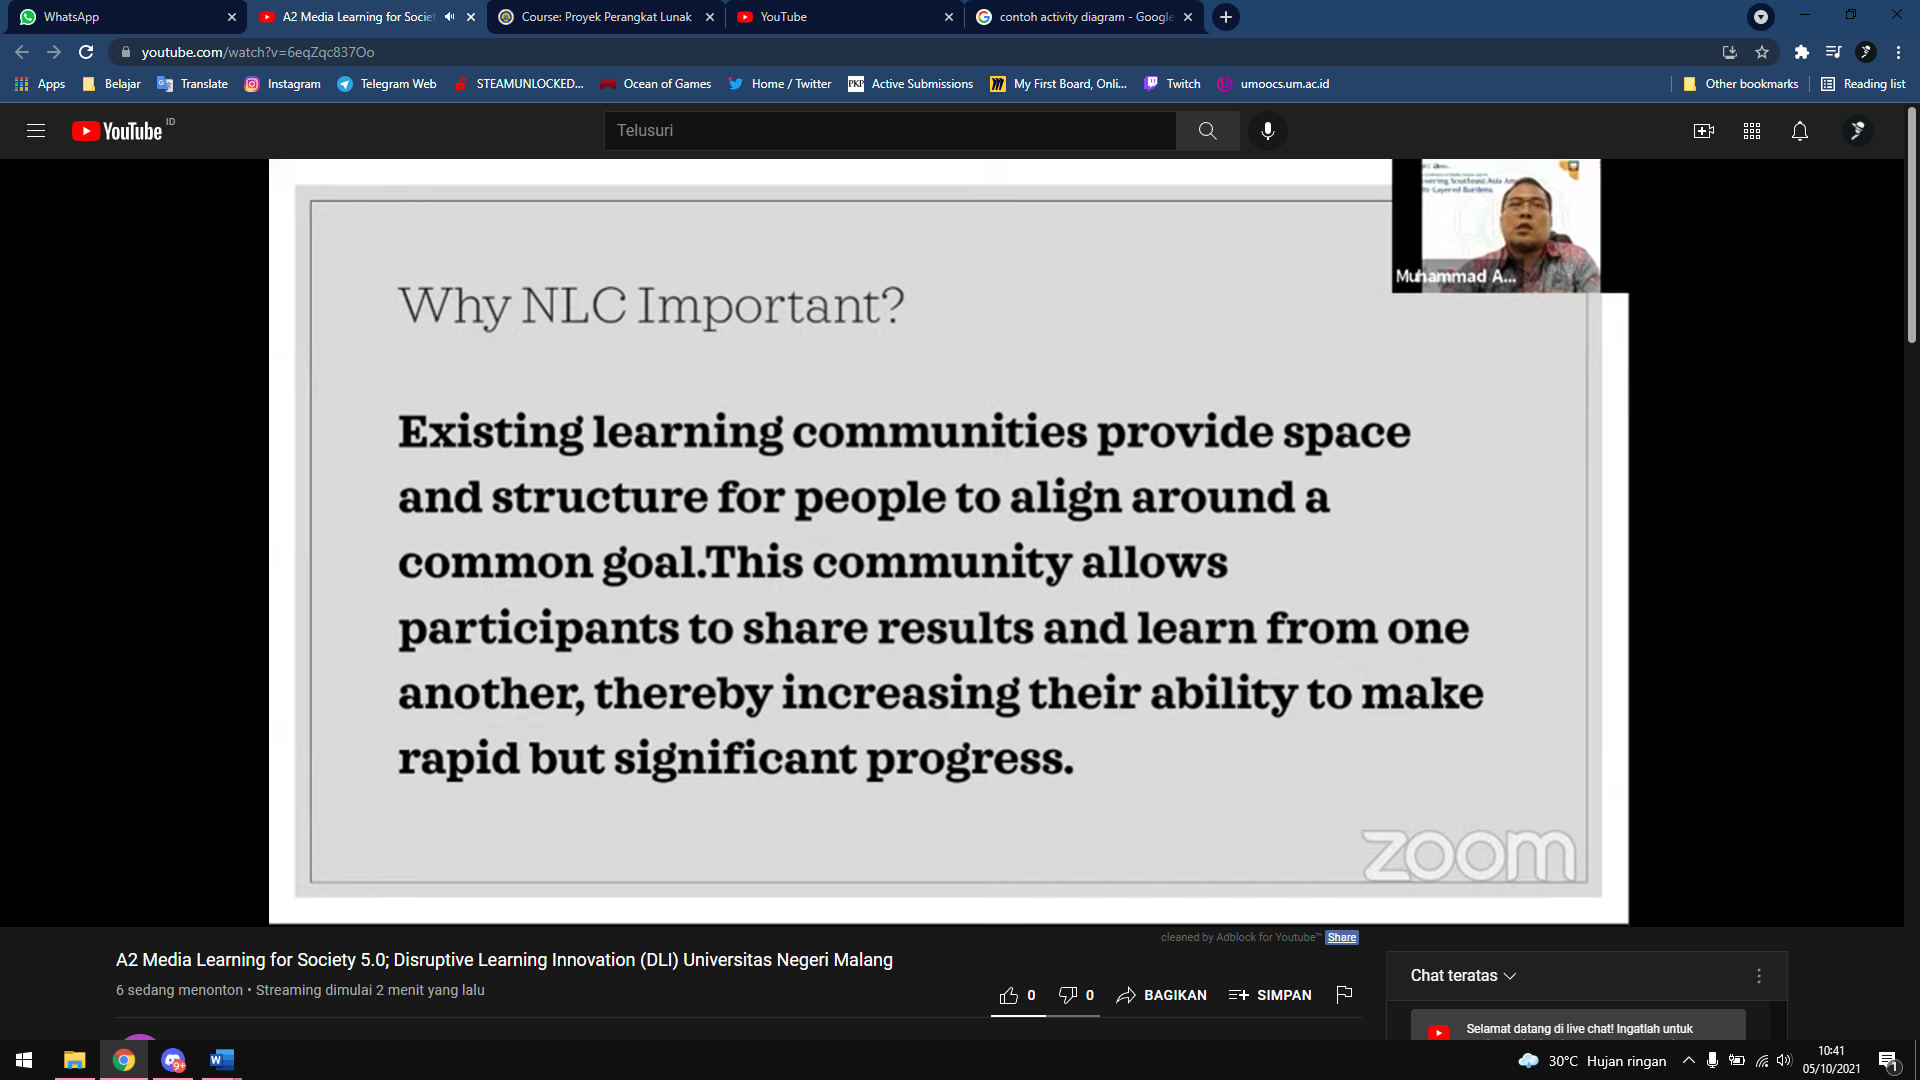 WhatsApp
A2 Media Learning for Societ
Course: Proyek Perangkat Lunak
YouTube
contoh activity diagram - Google
youtube.com/watch?v=6eqZqc837Oo
Apps
Belajar
Translate
Instagram
Telegram Web
STEAMUNLOCKED...
Ocean of Games
Home / Twitter
PKP
Active Submissions
My First Board, Onli...
Twitch
umoocs.um.ac.id
Other bookmarks
Reading list
YouTube ID
Telusuri
Multi-Layered Burdens
Muhammad A...
Why NLC Important?
Existing learning communities provide space
and structure for people to align around a
common goal.This community allows
participants to share results and learn from one
another, thereby increasing their ability to make
rapid but significant progress.
zoom
cleaned by Adblock for Youtube™ Share
A2 Media Learning for Society 5.0; Disruptive Learning Innovation (DLI) Universitas Negeri Malang
6 sedang menonton • Streaming dimulai 2 menit yang lalu
0
0
BAGIKAN
SIMPAN
Chat teratas
Selamat datang di live chat! Ingatlah untuk
9+
30°C Hujan ringan
10:41
05/10/2021
1